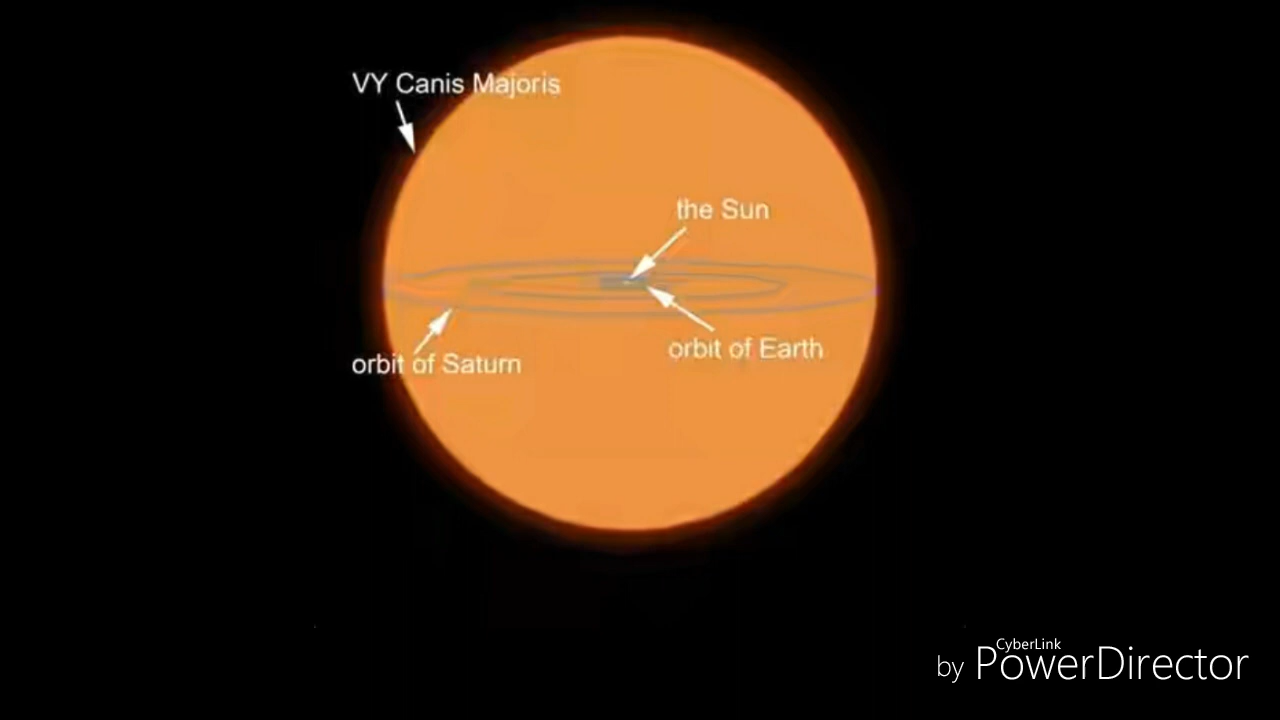 VY Canis Majoris
the Sun
orbit of Earth
orbit of Saturn
CyberLink
by PowerDirector